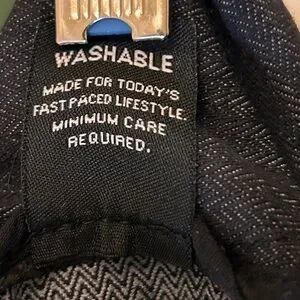 WASHABLE
MADE FOR TODAY'S
FAST PACED LIFESTYLE.
MINIMUM CARE
REQUIRED.